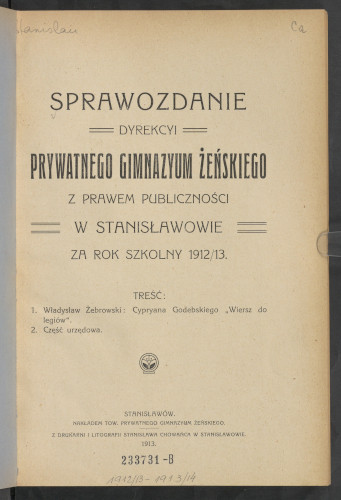 Stanisław
Ca
SPRAWOZDANIE
DYREKCYI
PRYWATNEGO GIMNAZYUM ŻEŃSKIEGO
Z PRAWEM PUBLICZNOŚCI
W STANISŁAWOWIE
ZA ROK SZKOLNY 1912/13.
TREŚĆ:
1. Władysław Zebrowski: Cypryana Godebskiego „Wiersz do
legiów".
2. Część urzędowa.
STANISŁAWÓW.
NAKŁADEM TOW. PRYWATNEGO GIMNAZYUM ŻEŃSKIEGO.
Z DRUKARNI I LITOGRAFII STANISŁAWA CHOWAŃCA W STANISŁAWOWIE.
1913.
233731-B
1912/13-1913/14